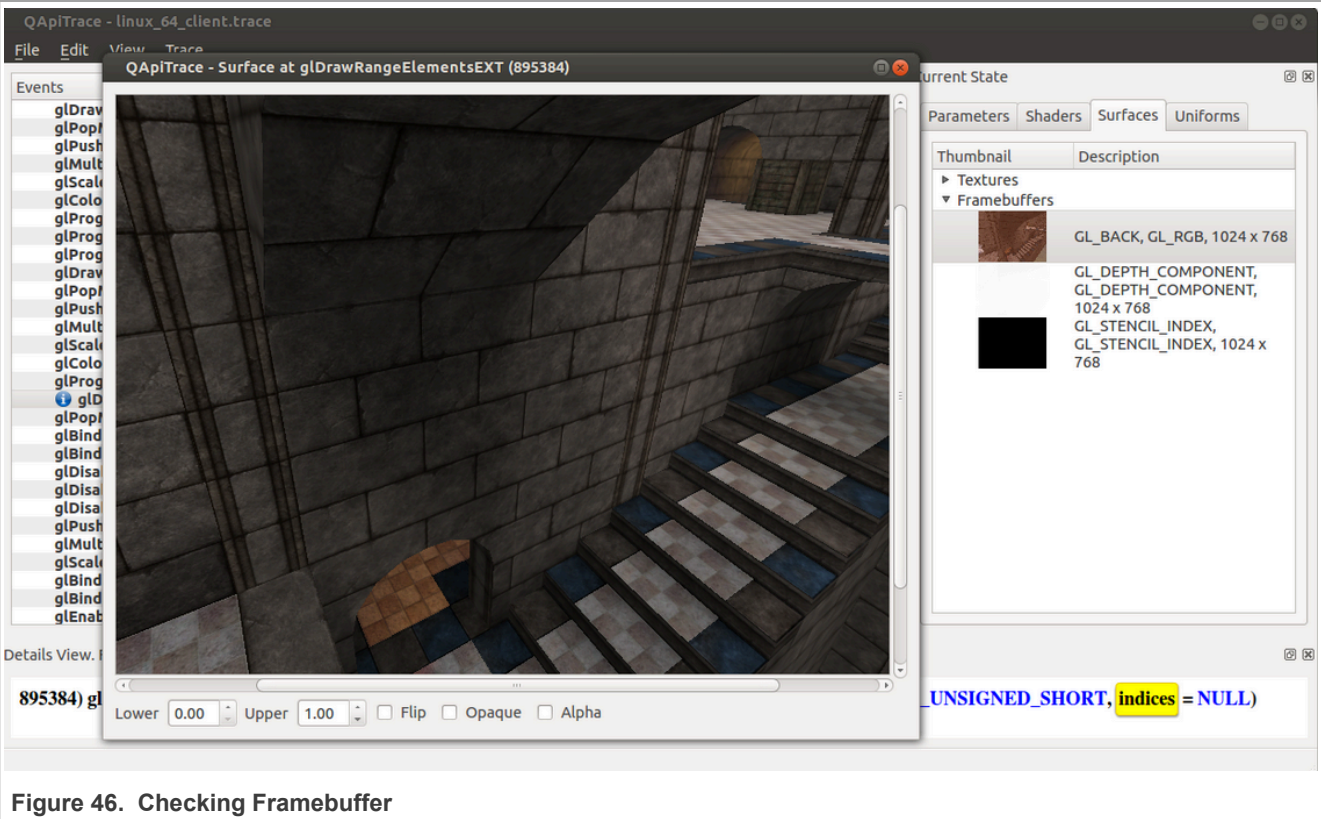 QApiTrace - linux_64_client.trace
File Edit View Trace
QApiTrace - Surface at glDrawRangeElementsEXT (895384)
Events
glDraw
glPopM
glPush
glMult
glScale
glColo
glProg
glProg
glProg
glDraw
glPopM
glPush
glMult
glScale
glColo
glProg
glD
glPopM
glBind
glBind
glDisa
glDisa
glDisa
glPush
glMult
glScale
glBind
glBind
glEnab
urrent State
Parameters Shaders Surfaces Uniforms
Thumbnail Description
Textures
Framebuffers
GL_BACK, GL_RGB, 1024 x 768
GL_DEPTH_COMPONENT,
GL_DEPTH_COMPONENT,
1024 x 768
GL_STENCIL_INDEX,
GL_STENCIL_INDEX, 1024 x
768
Details View.
895384) gl _UNSIGNED_SHORT, indices = NULL)
Lower 0.00 Upper 1.00 Flip Opaque Alpha
Figure 46. Checking Framebuffer